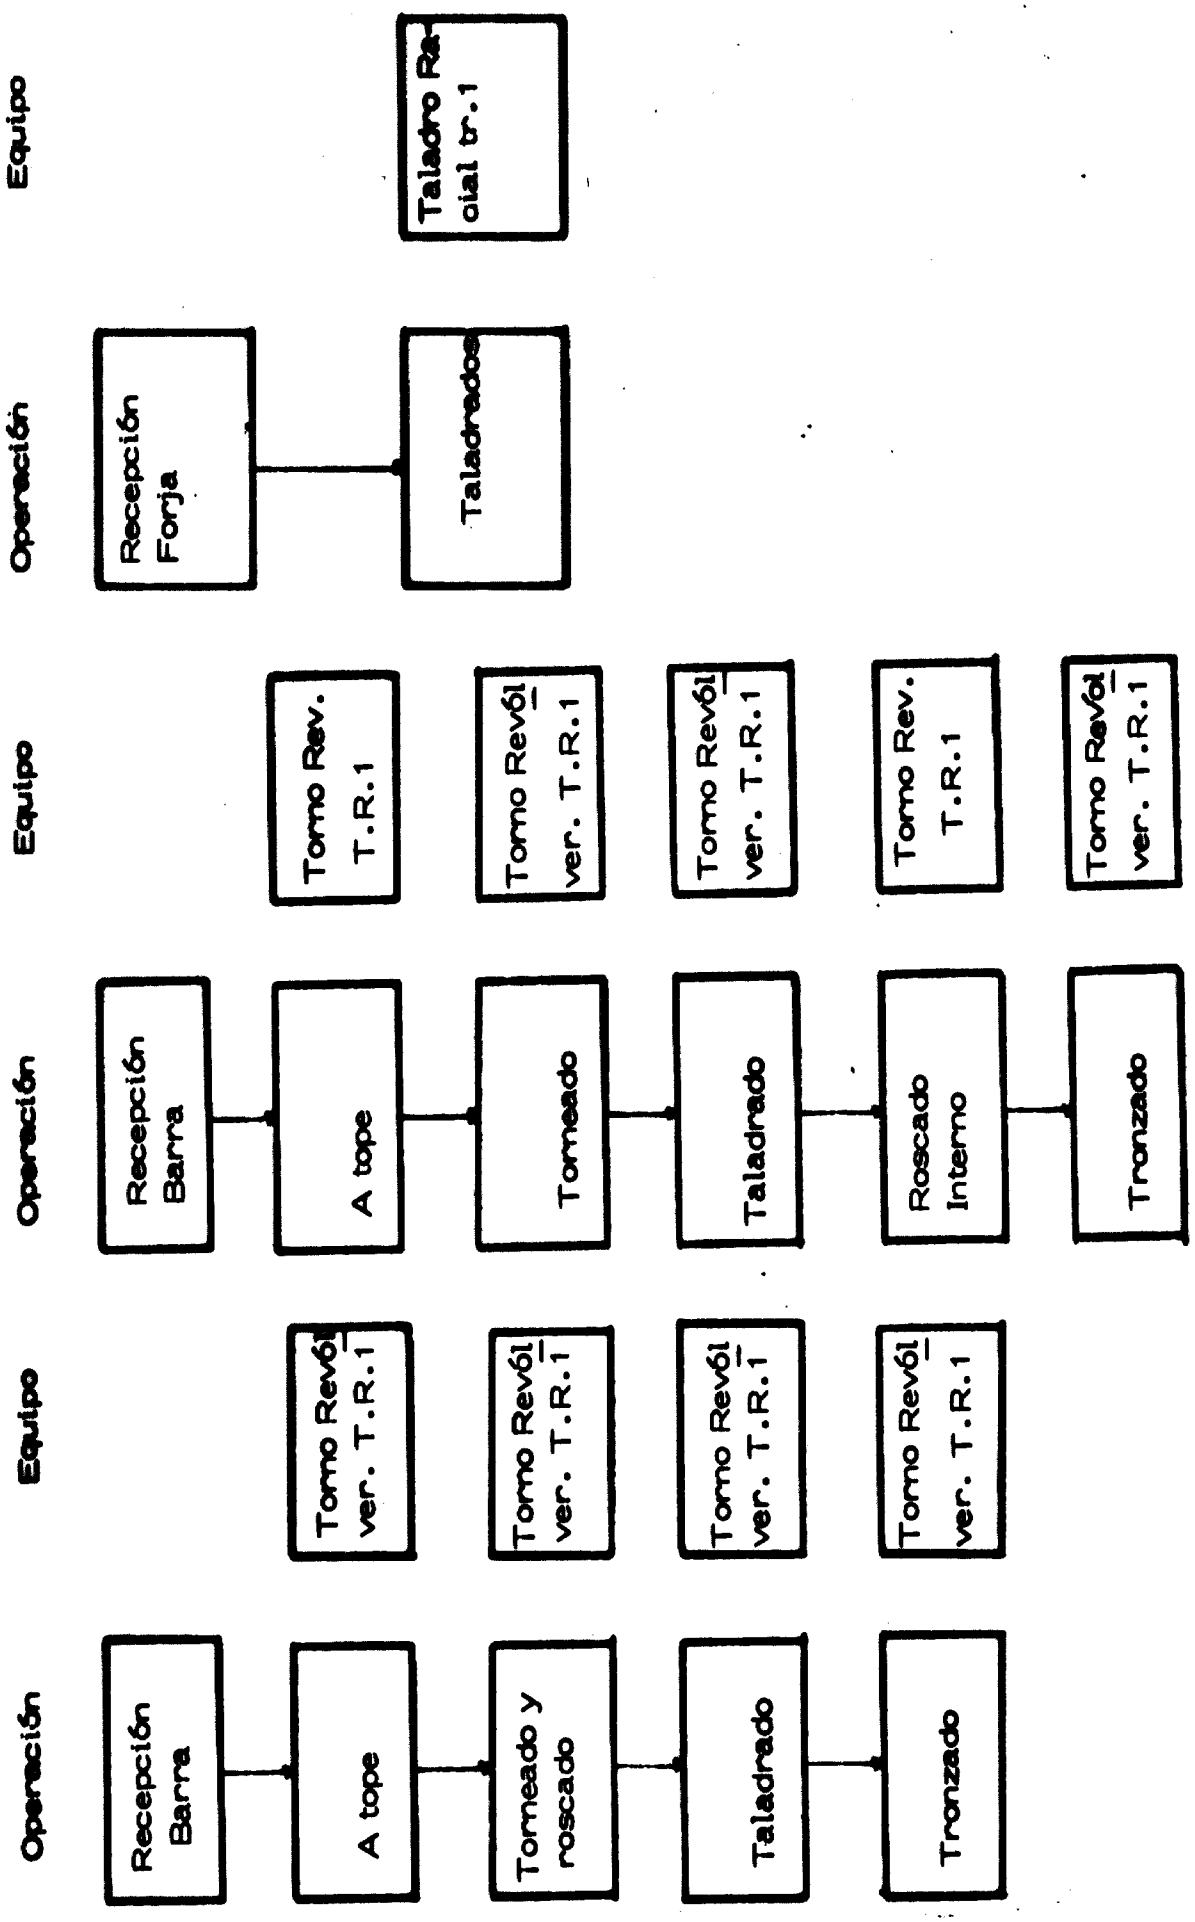 Operación
Equipo
Operación
Equipo
Operación
Equipo
Recepción
Barra
A tope
Torno Revól
ver. T.R.1
Torneado y
roscado
Torno Revól
ver. T.R.1
Taladrado
Torno Revól
ver. T.R.1
Tronzado
Torno Revól
ver. T.R.1
Recepción
Barra
A tope
Torno Rev.
T.R.1
Torneado
Torno Revól
ver. T.R.1
Taladrado
Torno Revól
ver. T.R.1
Roscado
Interno
Torno Rev.
T.R.1
Tronzado
Torno Revól
ver. T.R.1
Recepción
Forja
Taladrados
Taladro Ra-
cial tr.1